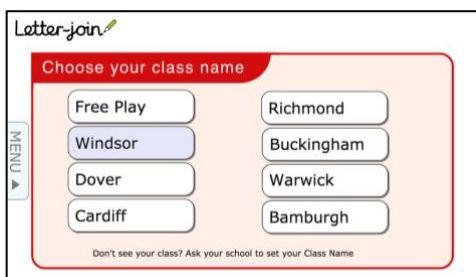 Letter-join
Choose your class name
Free Play
Richmond
Windsor
Buckingham
Dover
Warwick
Cardiff
Bamburgh
MENU ▲
Don't see your class? Ask your school to set your Class Name